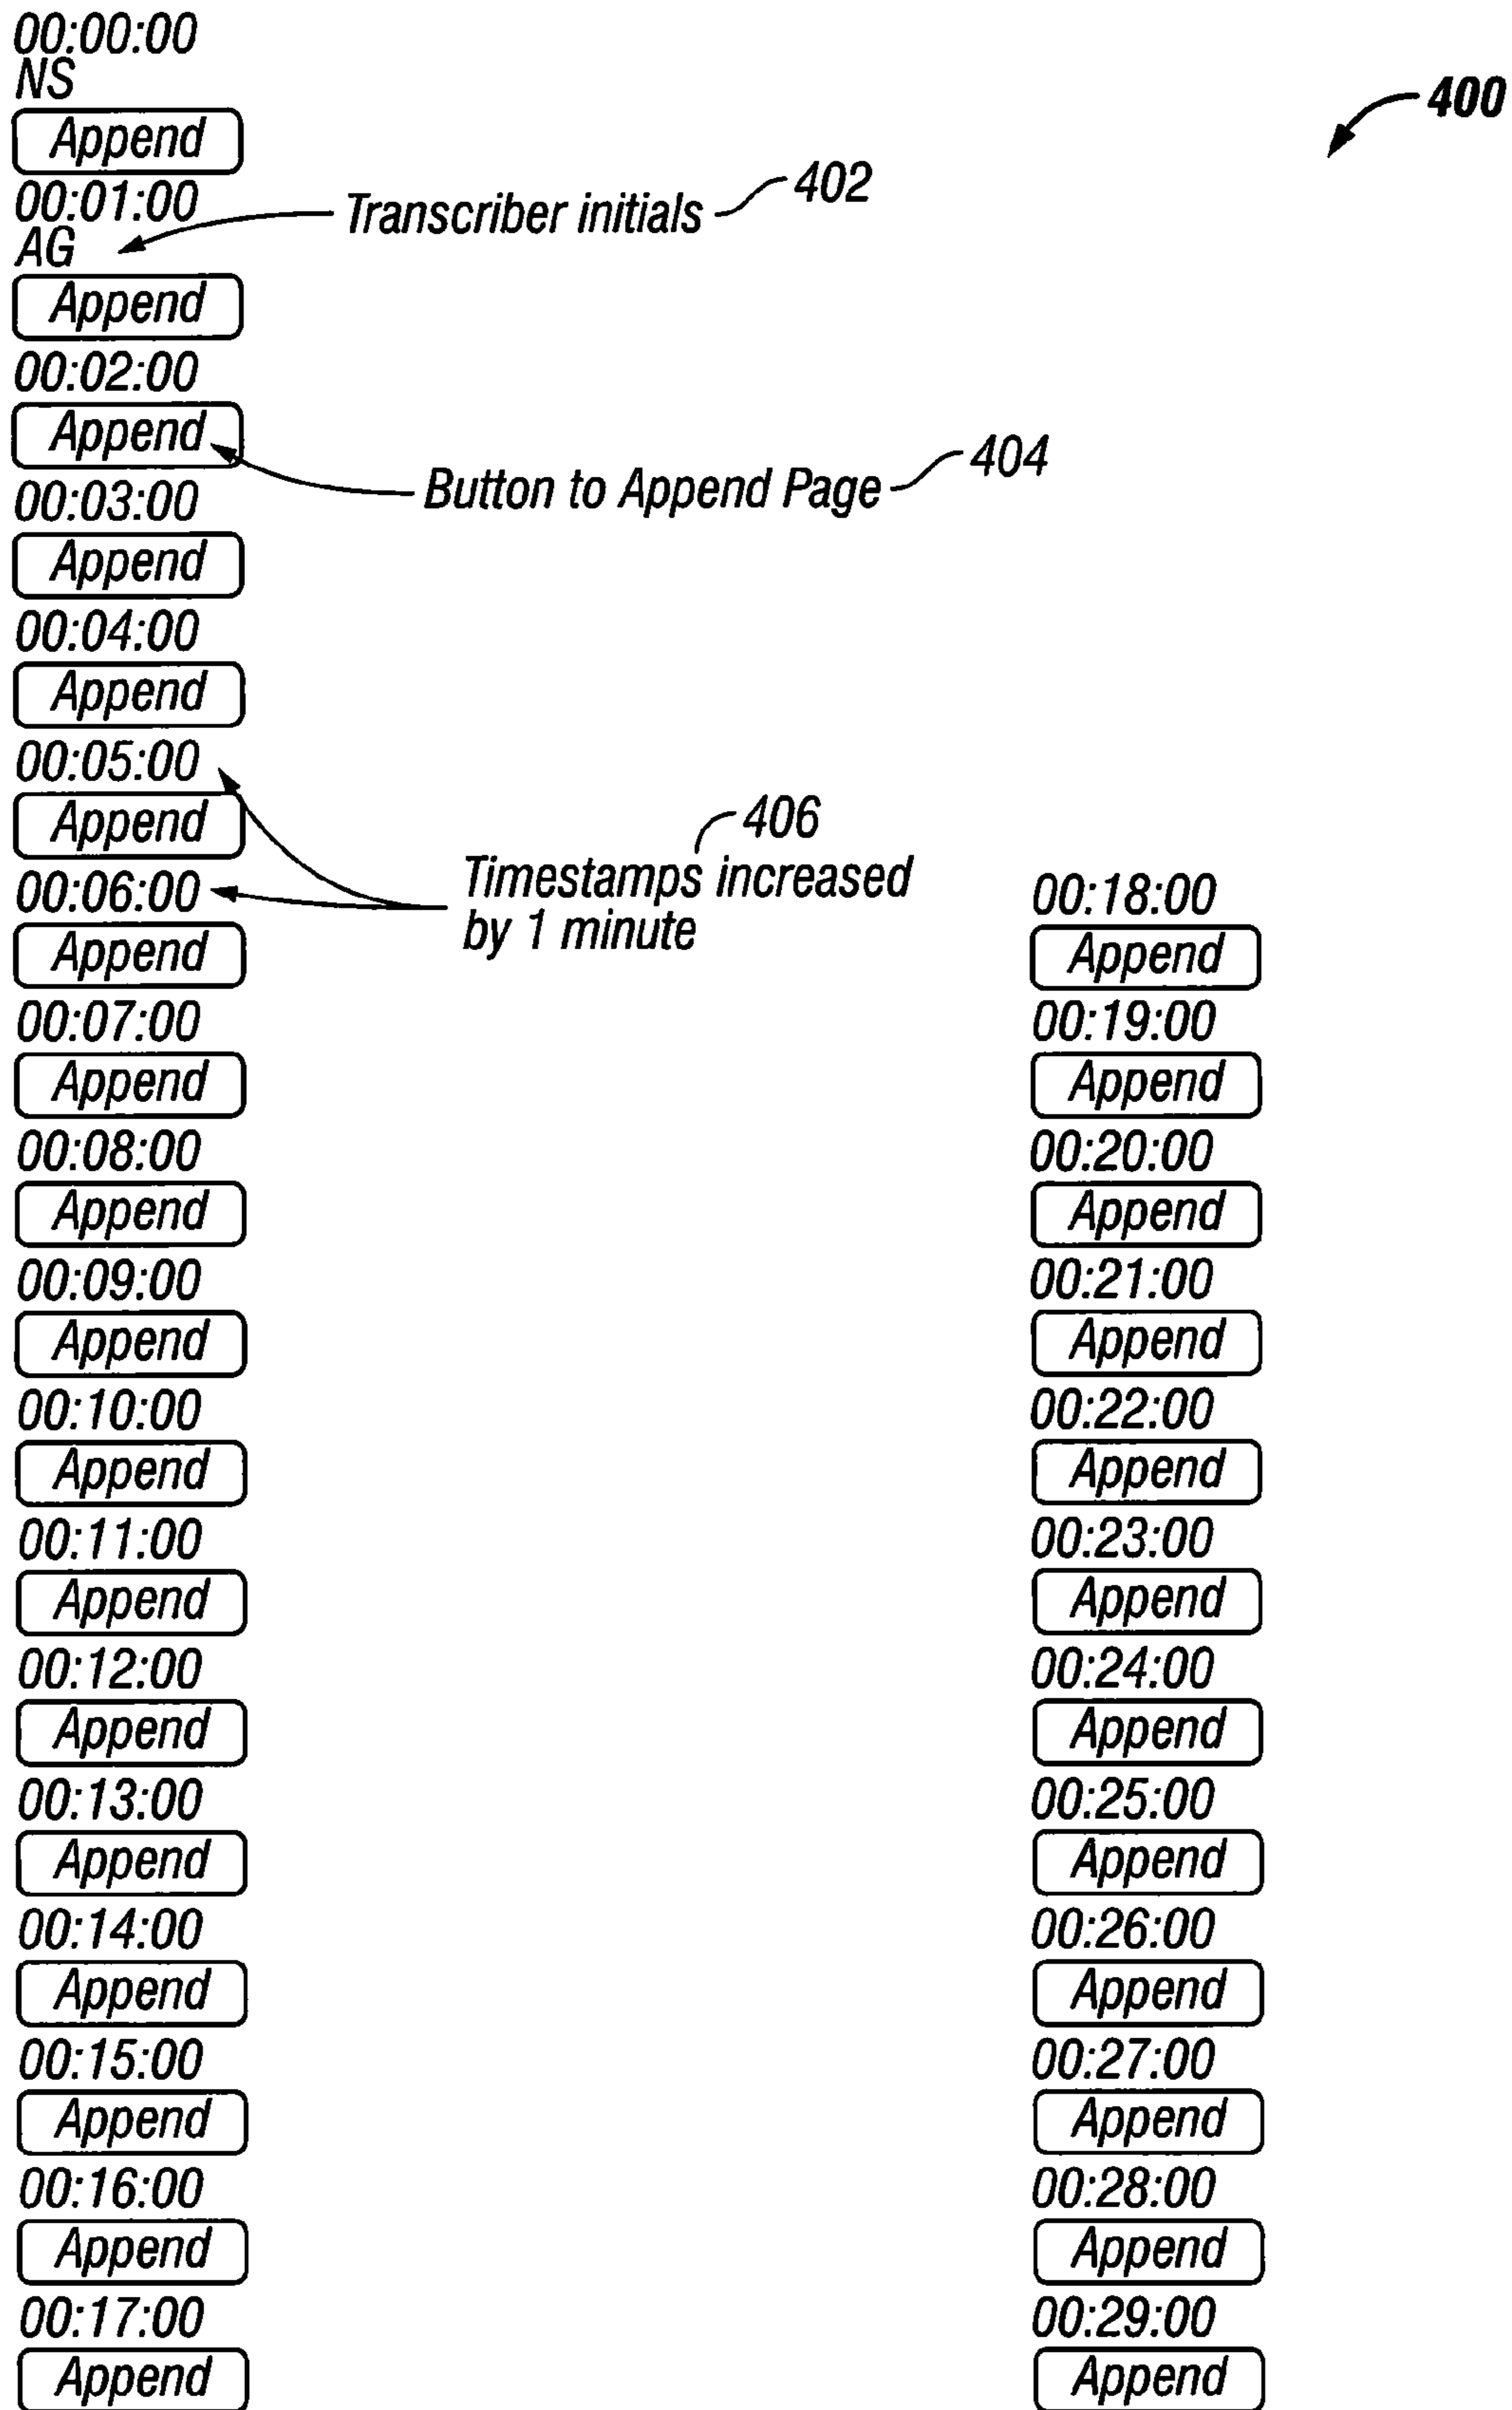 00:00:00
NS
Append
400
00:01:00
Transcriber initials
402
AG
Append
00:02:00
Append
Button to Append Page
404
00:03:00
Append
00:04:00
Append
00:05:00
Append
406
Timestamps increased
by 1 minute
00:06:00
Append
00:07:00
Append
00:08:00
Append
00:09:00
Append
00:10:00
Append
00:11:00
Append
00:12:00
Append
00:13:00
Append
00:14:00
Append
00:15:00
Append
00:16:00
Append
00:17:00
Append
00:18:00
Append
00:19:00
Append
00:20:00
Append
00:21:00
Append
00:22:00
Append
00:23:00
Append
00:24:00
Append
00:25:00
Append
00:26:00
Append
00:27:00
Append
00:28:00
Append
00:29:00
Append